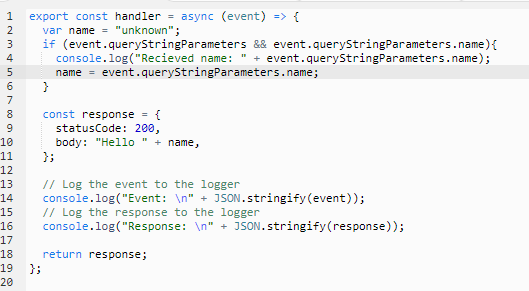 1 export const handler = async (event) => {
2 var name = "unknown";
3 if (event.queryStringParameters && event.queryStringParameters.name){
4 console.log("Recieved name: " + event.queryStringParameters.name);
5 name = event.queryStringParameters.name;
6 }
7
8 const response = {
9 statusCode: 200,
10 body: "Hello " + name,
11 };
12
13 // Log the event to the logger
14 console.log("Event: \n" + JSON.stringify(event));
15 // Log the response to the logger
16 console.log("Response: \n" + JSON.stringify(response));
17
18 return response;
19 };
20